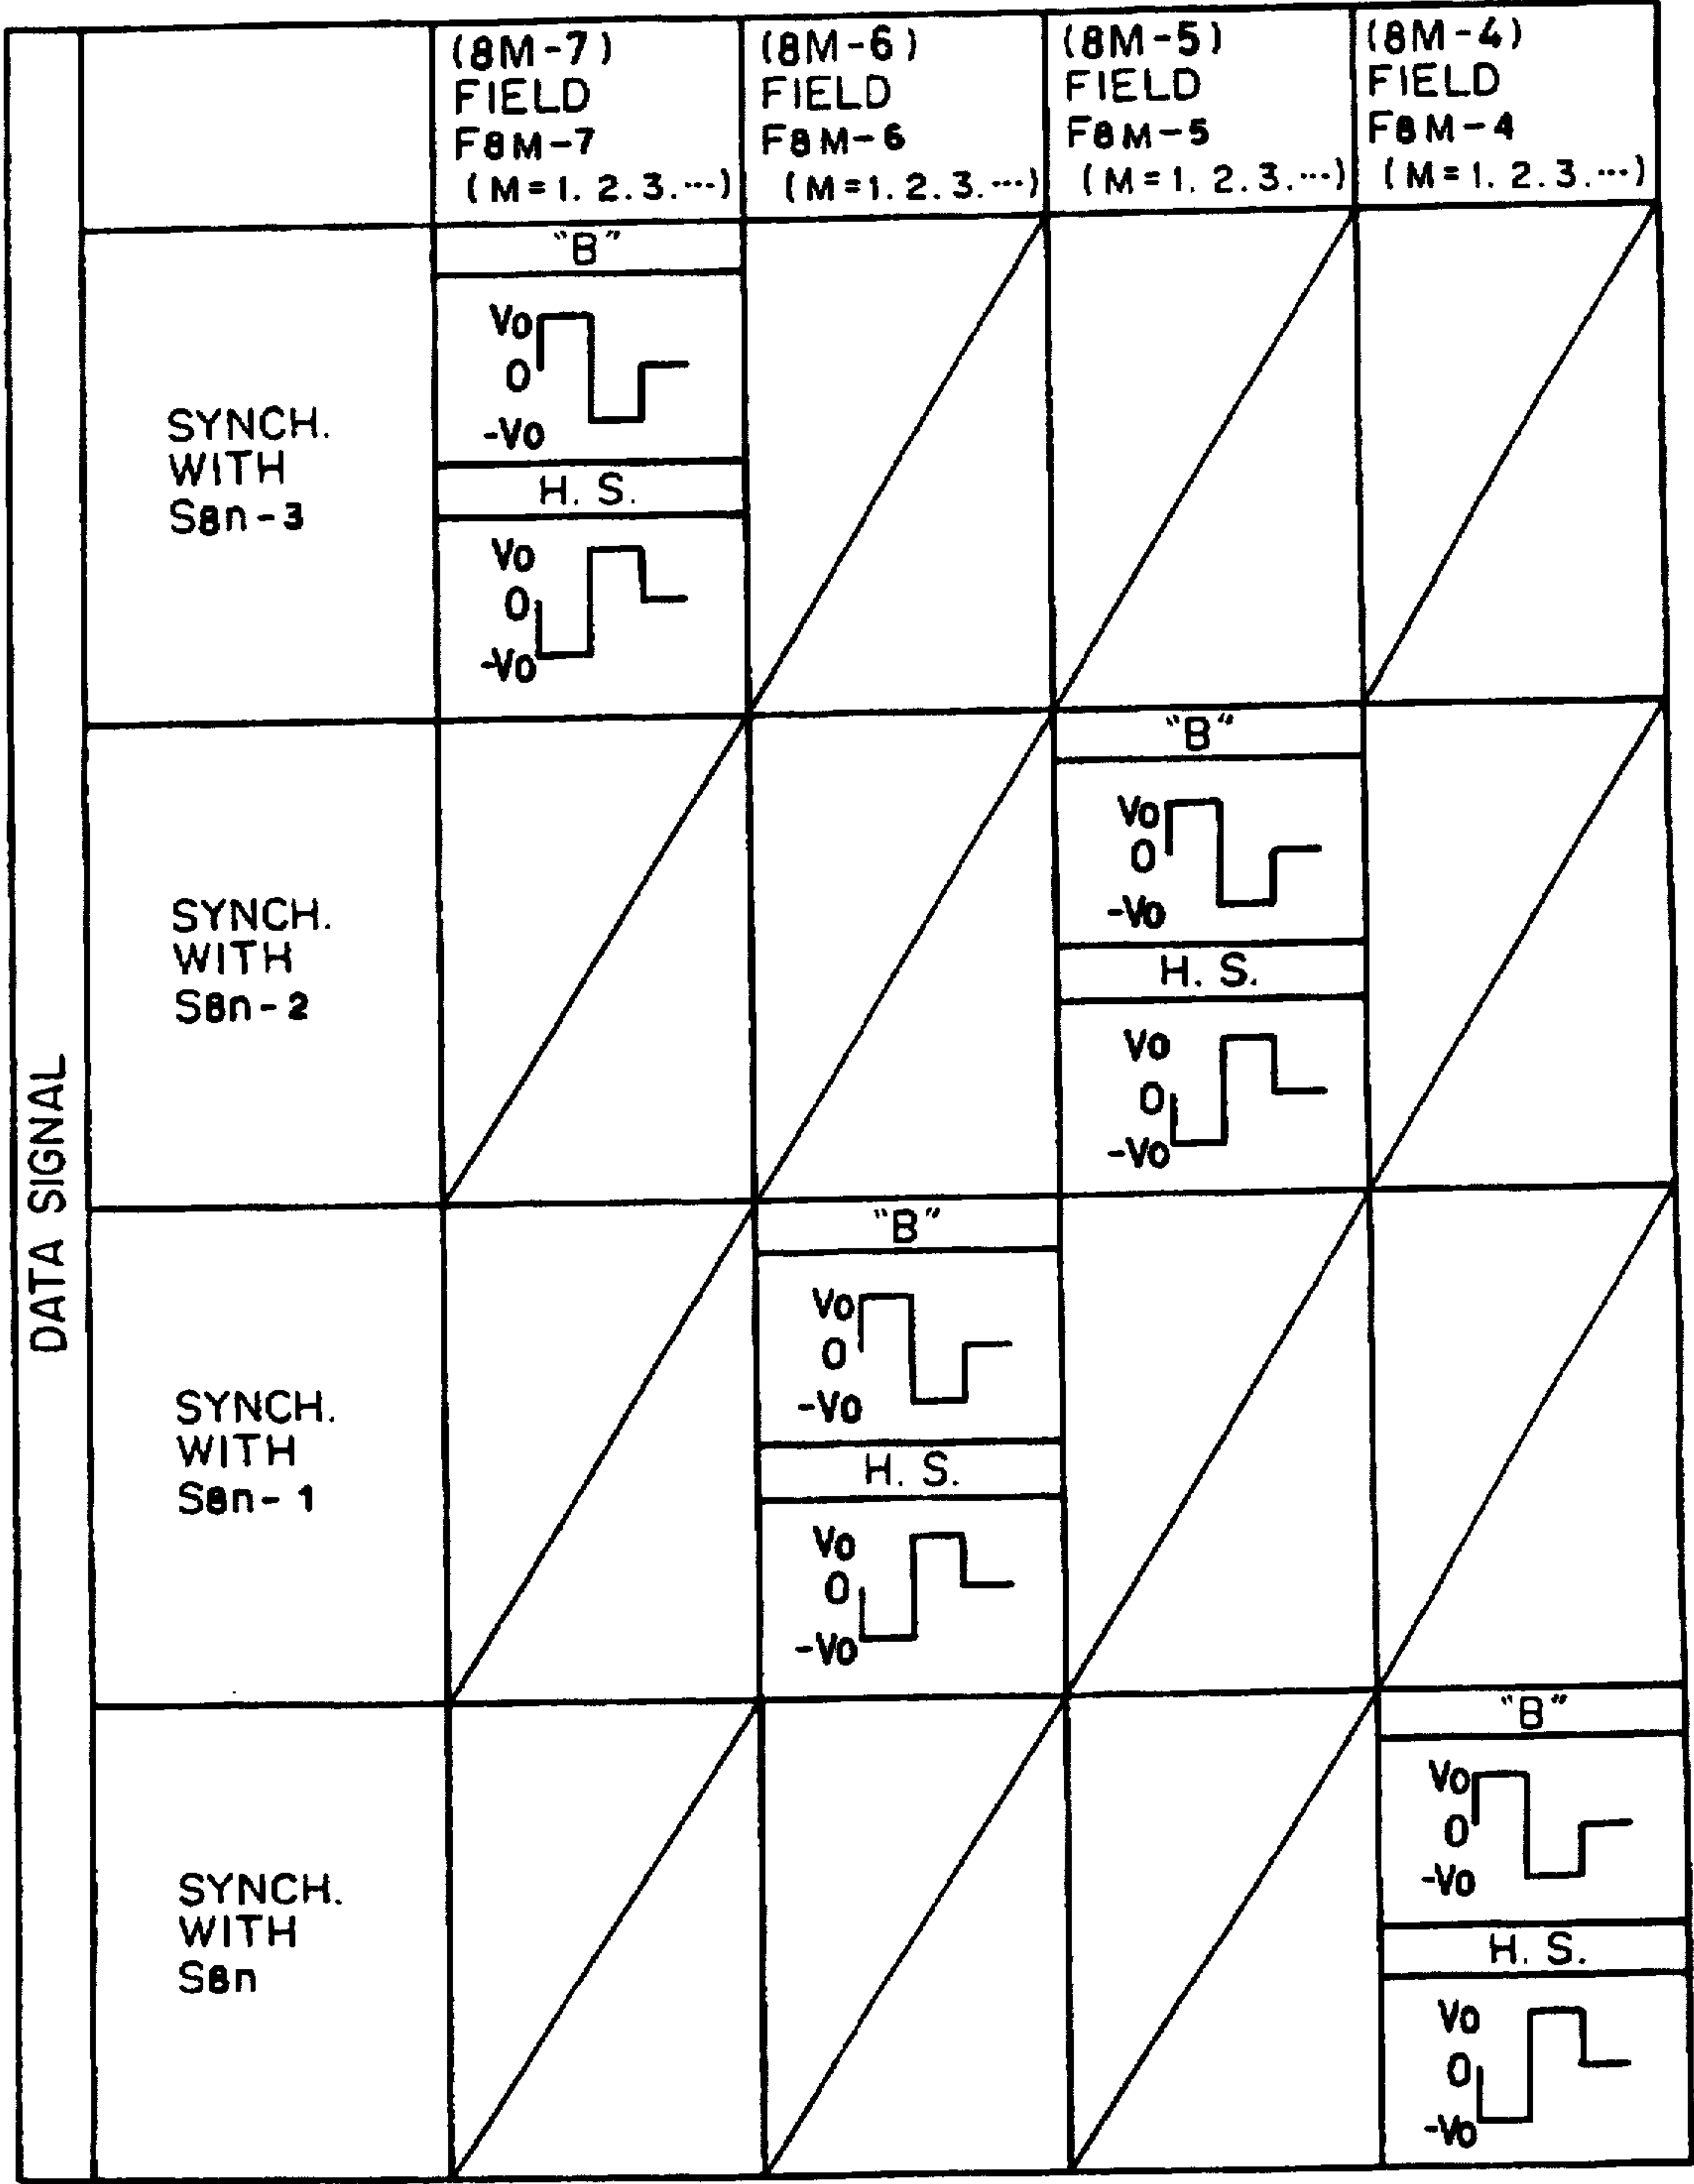 (8M-7)
FIELD
F8M-7
(M=1. 2. 3. ···)
(8M-6)
FIELD
F8M-6
(M=1. 2. 3. ···)
(8M-5)
FIELD
F8M-5
(M=1. 2. 3. ···)
(8M-4)
FIELD
F8M-4
(M=1. 2. 3. ···)
DATA SIGNAL
SYNCH.
WITH
S8n-3
"B"
Vo
0
-Vo
H. S.
Vo
0
-Vo
SYNCH.
WITH
S8n-2
"B"
Vo
0
-Vo
H. S.
Vo
0
-Vo
SYNCH.
WITH
S8n-1
"B"
Vo
0
-Vo
H. S.
Vo
0
-Vo
SYNCH.
WITH
S8n
"B"
Vo
0
-Vo
H. S.
Vo
0
-Vo